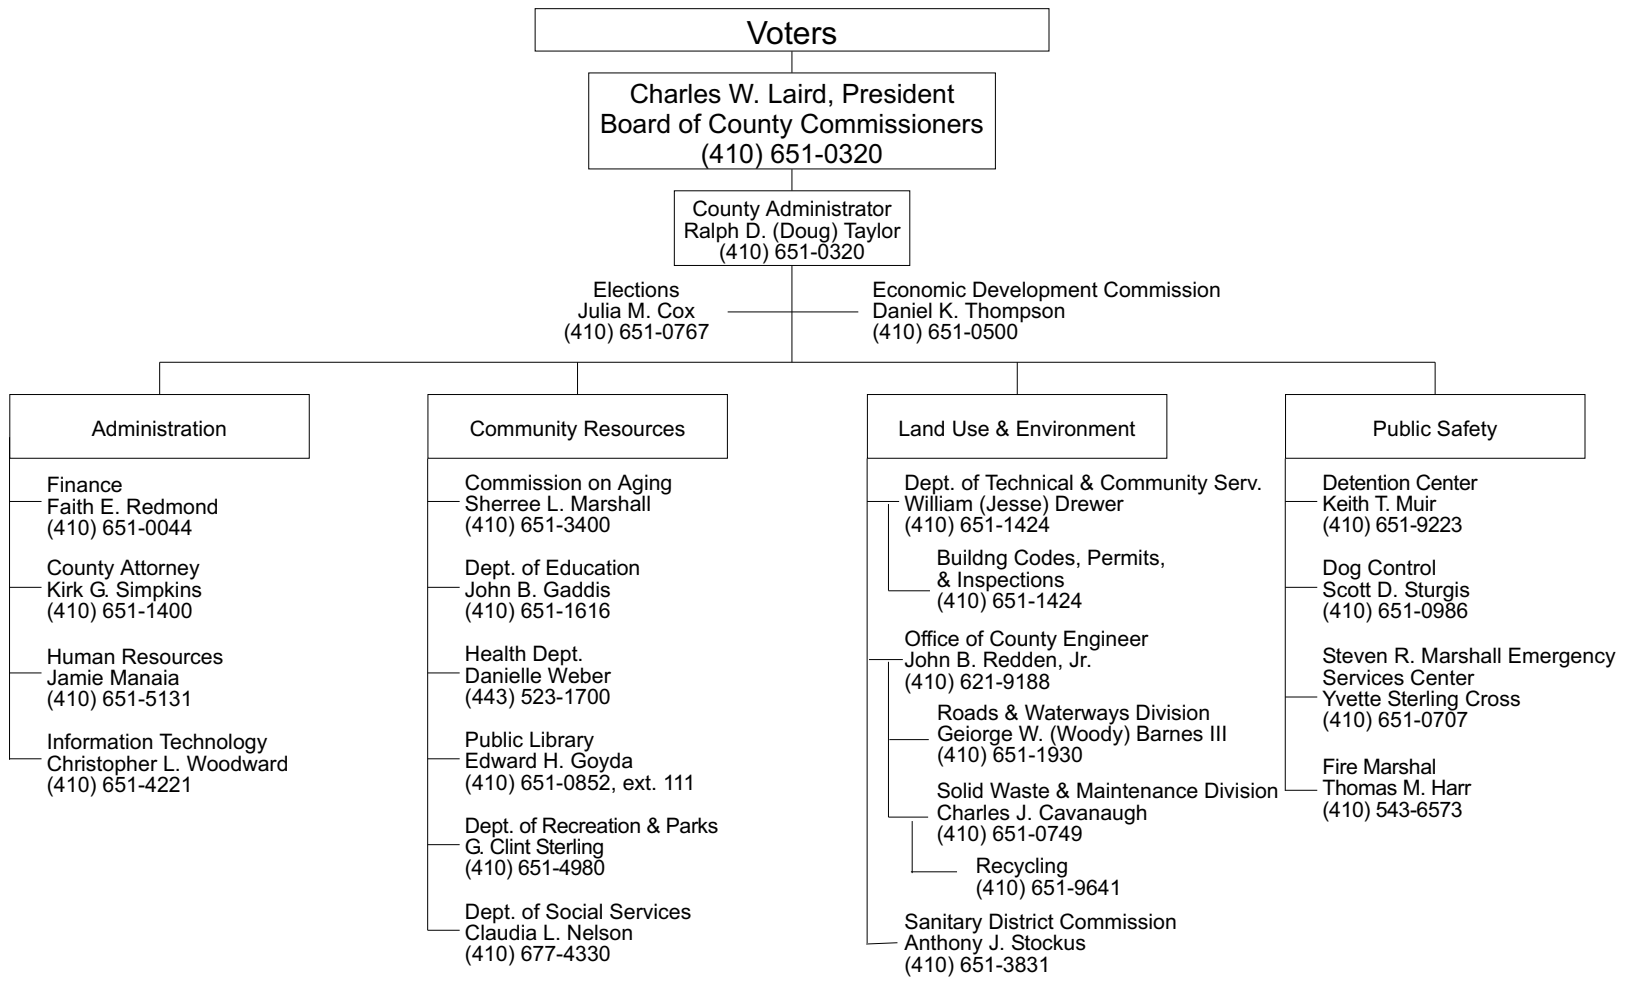 Voters
Charles W. Laird, President
Board of County Commissioners
(410) 651-0320
County Administrator
Ralph D. (Doug) Taylor
(410) 651-0320
Elections
Julia M. Cox
(410) 651-0767
Economic Development Commission
Daniel K. Thompson
(410) 651-0500
Administration
Finance
Faith E. Redmond
(410) 651-0044
County Attorney
Kirk G. Simpkins
(410) 651-1400
Human Resources
Jamie Manaia
(410) 651-5131
Information Technology
Christopher L. Woodward
(410) 651-4221
Community Resources
Commission on Aging
Sherree L. Marshall
(410) 651-3400
Dept. of Education
John B. Gaddis
(410) 651-1616
Health Dept.
Danielle Weber
(443) 523-1700
Public Library
Edward H. Goyda
(410) 651-0852, ext. 111
Dept. of Recreation & Parks
G. Clint Sterling
(410) 651-4980
Dept. of Social Services
Claudia L. Nelson
(410) 677-4330
Land Use & Environment
Dept. of Technical & Community Serv.
William (Jesse) Drewer
(410) 651-1424
Buildng Codes, Permits,
& Inspections
(410) 651-1424
Office of County Engineer
John B. Redden, Jr.
(410) 621-9188
Roads & Waterways Division
Geiorge W. (Woody) Barnes III
(410) 651-1930
Solid Waste & Maintenance Division
Charles J. Cavanaugh
(410) 651-0749
Recycling
(410) 651-9641
Sanitary District Commission
Anthony J. Stockus
(410) 651-3831
Public Safety
Detention Center
Keith T. Muir
(410) 651-9223
Dog Control
Scott D. Sturgis
(410) 651-0986
Steven R. Marshall Emergency
Services Center
Yvette Sterling Cross
(410) 651-0707
Fire Marshal
Thomas M. Harr
(410) 543-6573